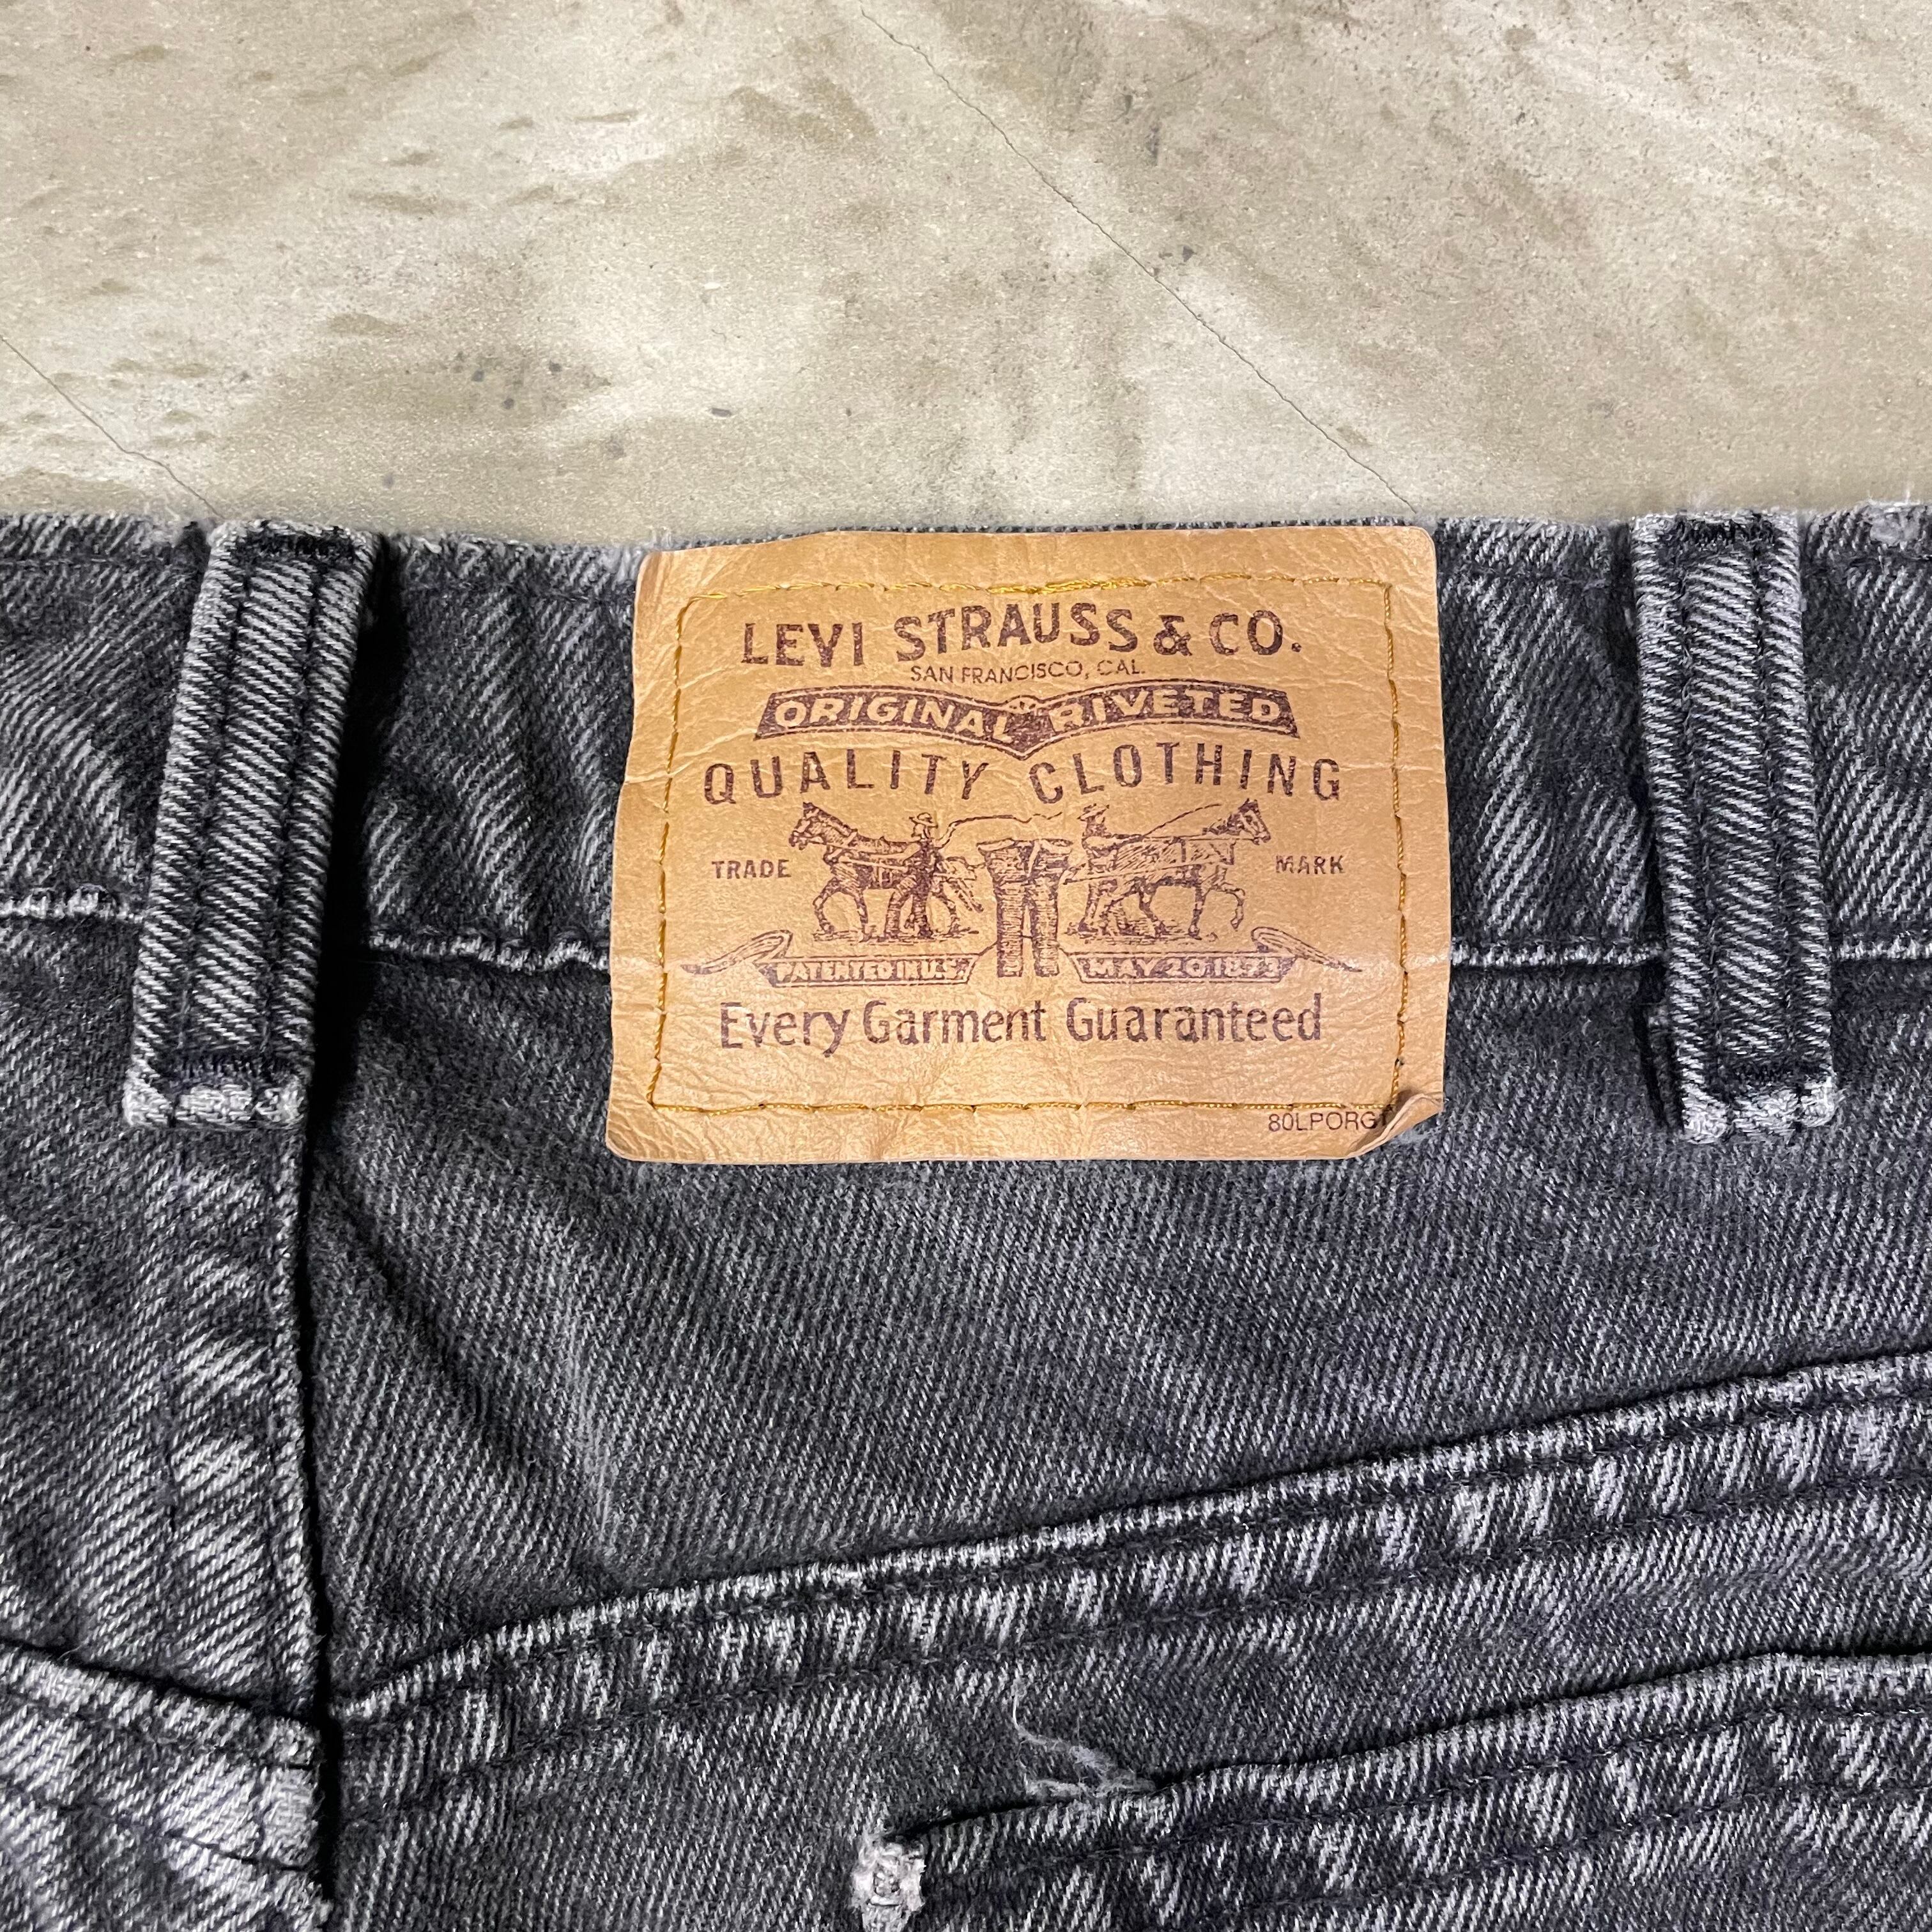 LEVI STRAUSS & CO.
SAN FRANCISCO, CAL.
ORIGINAL RIVETED
QUALITY CLOTHING
TRADE MARK
PATENTED IN U.S. MAY 20 1873
Every Garment Guaranteed
80LPORGT